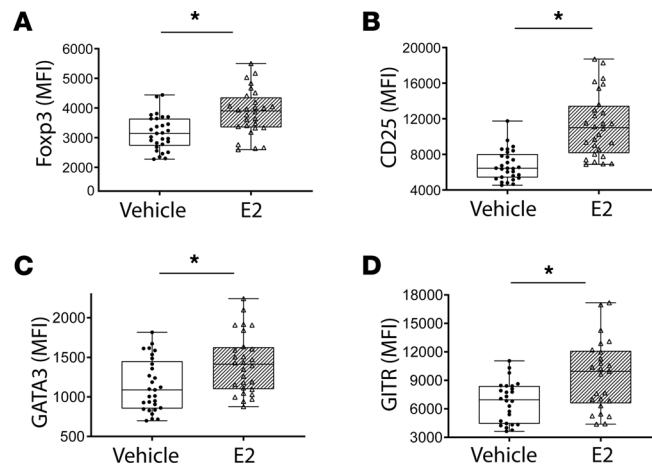 A
*
Foxp3 (MFI)
6000
5000
4000
3000
2000
0
Vehicle
E2
B
*
CD25 (MFI)
20000
16000
12000
8000
4000
Vehicle
E2
C
*
GATA3 (MFI)
2000
1500
1000
500
Vehicle
E2
D
*
GITR (MFI)
18000
15000
12000
9000
6000
3000
Vehicle
E2